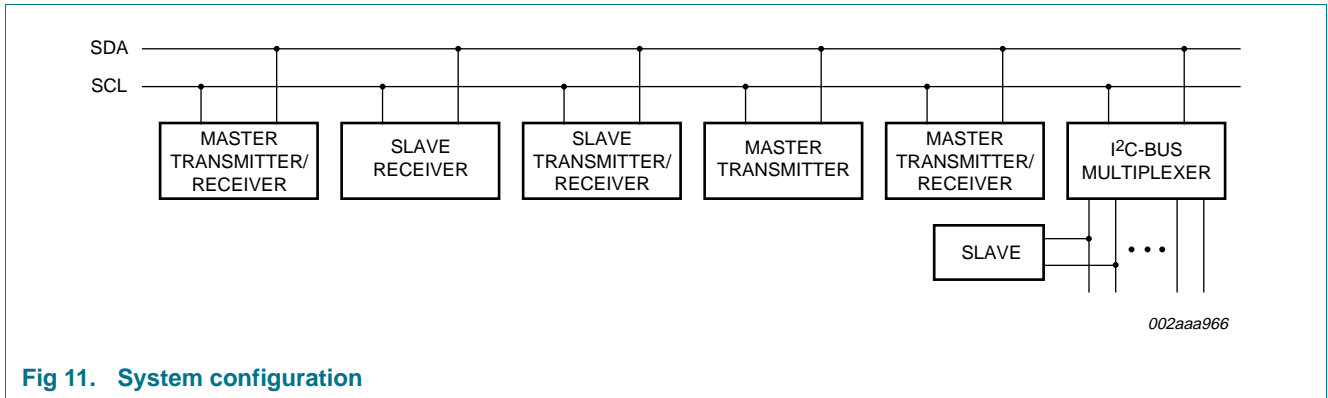 SDA
SCL
MASTER
TRANSMITTER/
RECEIVER
SLAVE
RECEIVER
SLAVE
TRANSMITTER/
RECEIVER
MASTER
TRANSMITTER
MASTER
TRANSMITTER/
RECEIVER
I²C-BUS
MULTIPLEXER
SLAVE
002aaa966
Fig 11. System configuration